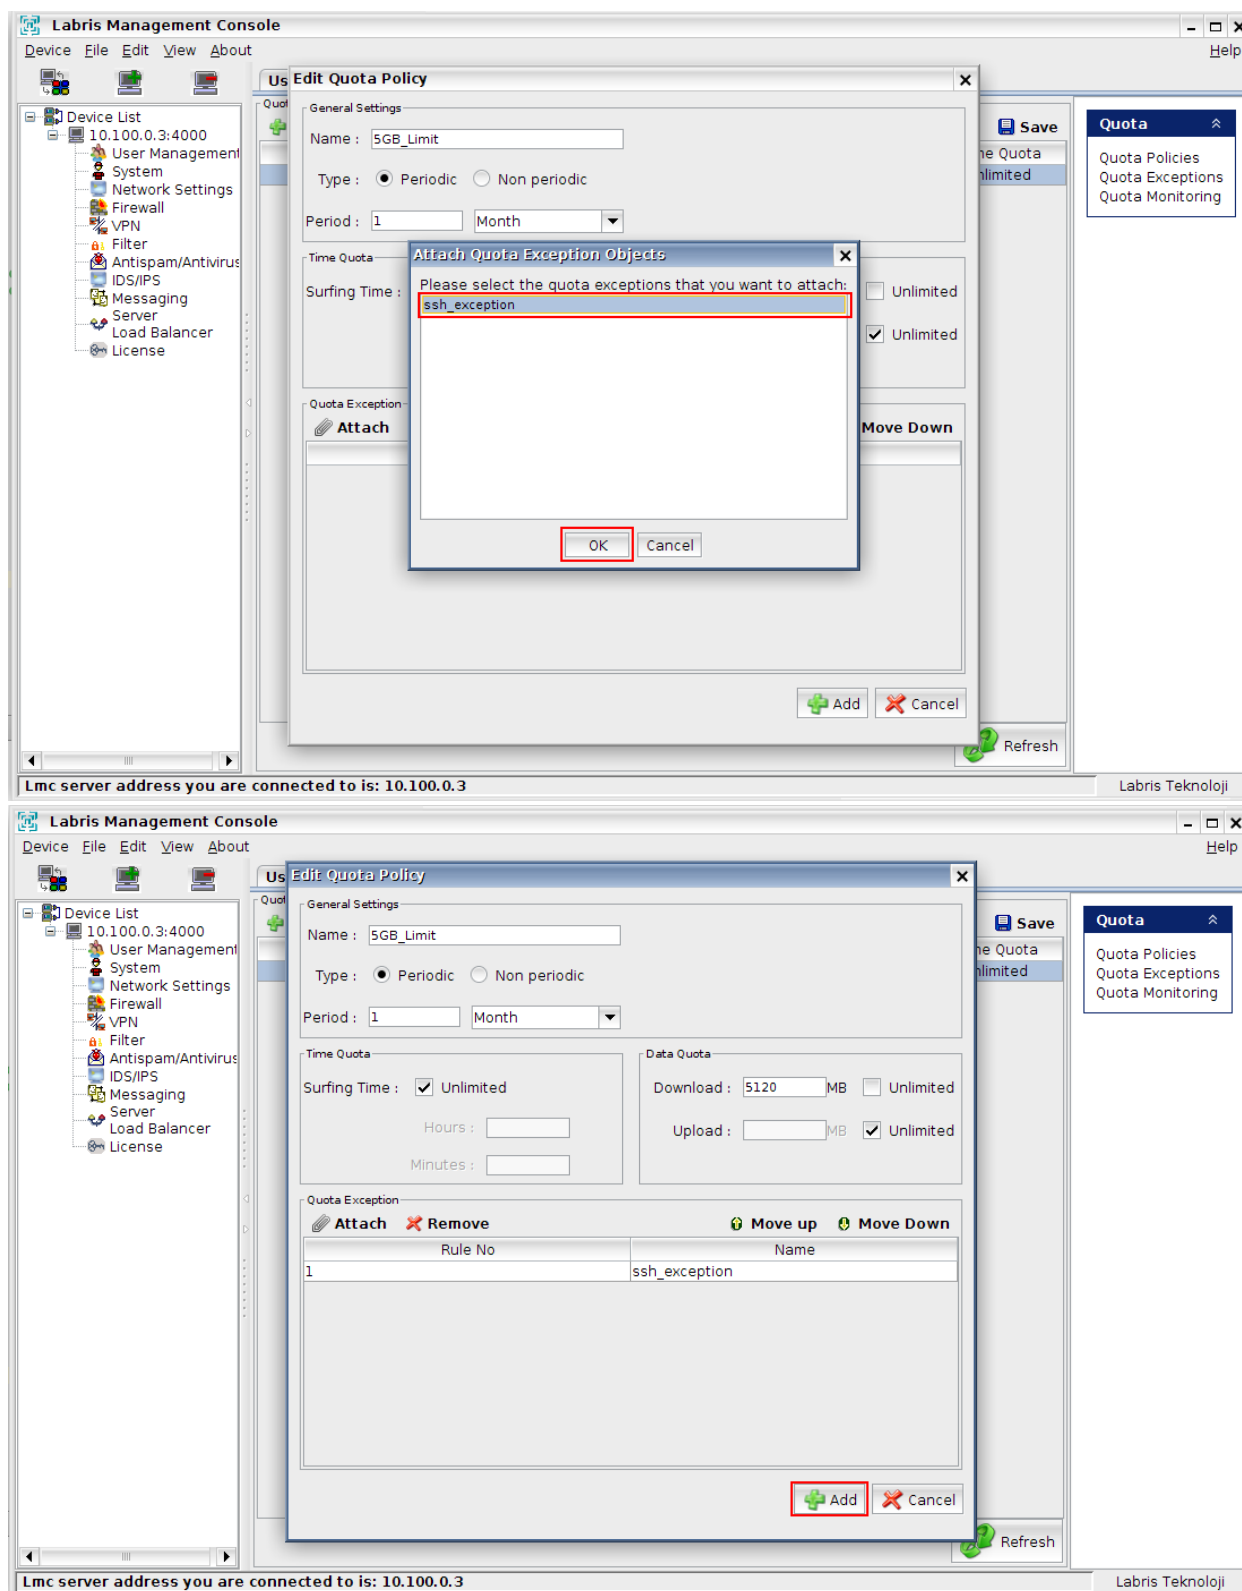 Labris Management Console
Device File Edit View About Help
Us Edit Quota Policy
Quot
General Settings
Device List
10.100.0.3:4000
User Management
System
Network Settings
Firewall
VPN
Filter
Antispam/Antivirus
IDS/IPS
Messaging
Server
Load Balancer
License
Name : 5GB_Limit
Type : Periodic Non periodic
Period : 1 Month
Time Quota
Surfing Time :
Unlimited
Unlimited
Attach Quota Exception Objects
Please select the quota exceptions that you want to attach:
ssh_exception
OK Cancel
Quota Exception
Attach Move Down
Add Cancel
Save
ne Quota
nlimited
Refresh
Quota
Quota Policies
Quota Exceptions
Quota Monitoring
Lmc server address you are connected to is: 10.100.0.3 Labris Teknoloji
Labris Management Console
Device File Edit View About Help
Us Edit Quota Policy
Quot
General Settings
Device List
10.100.0.3:4000
User Management
System
Network Settings
Firewall
VPN
Filter
Antispam/Antivirus
IDS/IPS
Messaging
Server
Load Balancer
License
Name : 5GB_Limit
Type : Periodic Non periodic
Period : 1 Month
Time Quota
Surfing Time : Unlimited
Hours :
Minutes :
Data Quota
Download : 5120 MB Unlimited
Upload : MB Unlimited
Quota Exception
Attach Remove Move up Move Down
Rule No Name
1 ssh_exception
Add Cancel
Save
ne Quota
nlimited
Refresh
Quota
Quota Policies
Quota Exceptions
Quota Monitoring
Lmc server address you are connected to is: 10.100.0.3 Labris Teknoloji